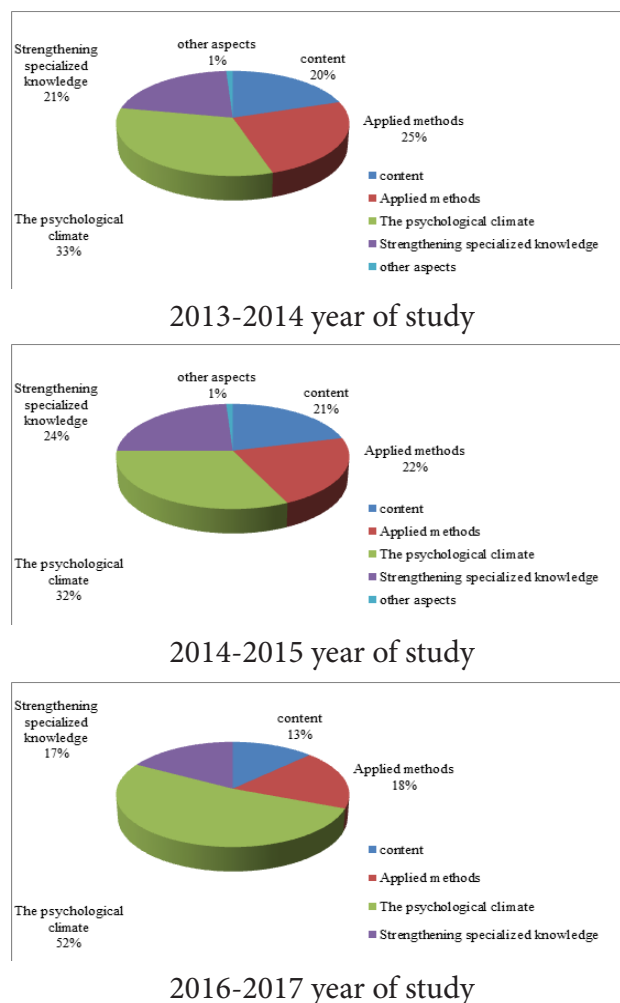 other aspects
1%
content
20%
Strengthening
specialized
knowledge
21%
Applied methods
25%
The psychological
climate
33%
content
Applied methods
The psychological climate
Strengthening specialized knowledge
other aspects
2013-2014 year of study
other aspects
1%
content
21%
Strengthening
specialized
knowledge
24%
Applied methods
22%
The psychological
climate
32%
content
Applied methods
The psychological climate
Strengthening specialized knowledge
other aspects
2014-2015 year of study
Strengthening
specialized
knowledge
17%
content
13%
Applied methods
18%
The psychological
climate
52%
content
Applied methods
The psychological climate
Strengthening specialized knowledge
2016-2017 year of study